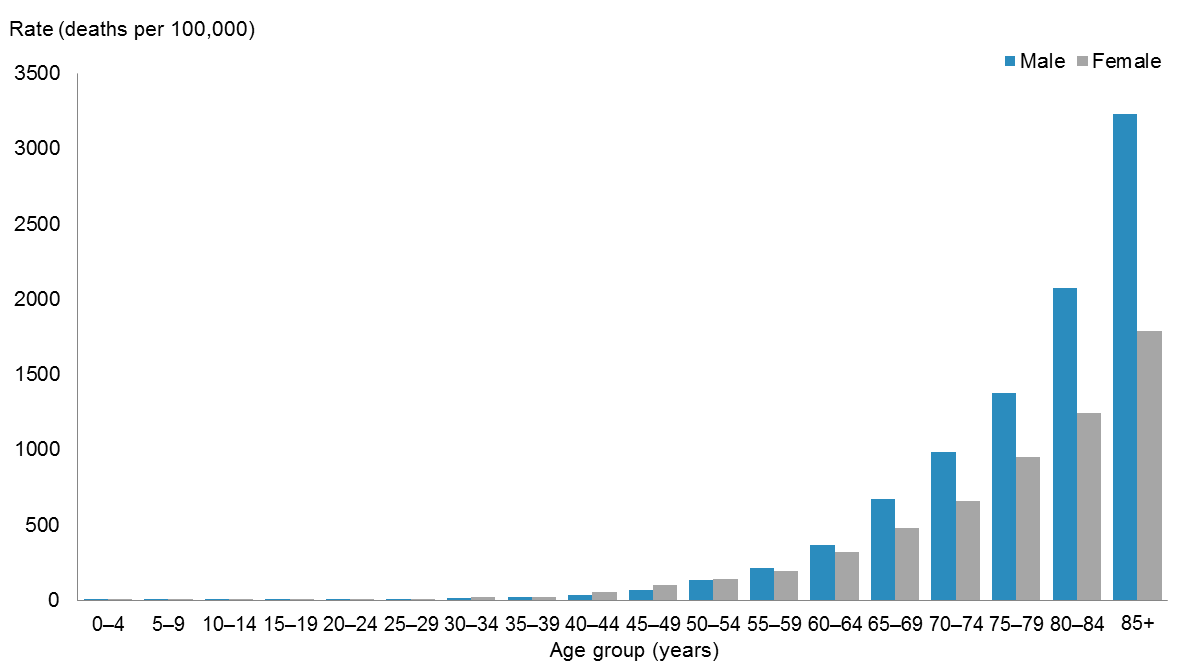 Rate (deaths per 100,000)
Male Female
3500
3000
2500
2000
1500
1000
500
0
0–4 5–9 10–14 15–19 20–24 25–29 30–34 35–39 40–44 45–49 50–54 55–59 60–64 65–69 70–74 75–79 80–84 85+
Age group (years)